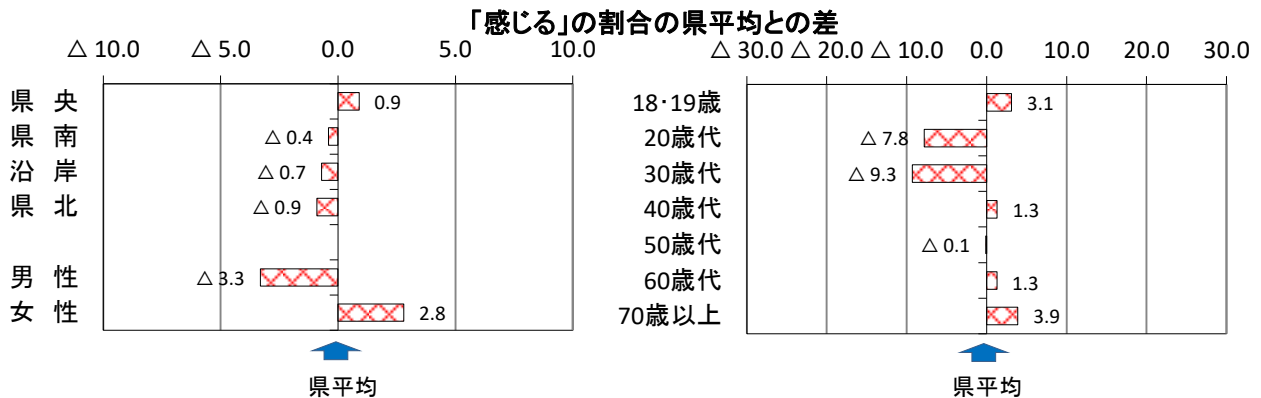 「感じる」の割合の県平均との差
△ 10.0 △ 5.0 0.0 5.0 10.0
県 央 0.9
県 南 △ 0.4
沿 岸 △ 0.7
県 北 △ 0.9
男 性 △ 3.3
女 性 2.8
県平均
△ 30.0 △ 20.0 △ 10.0 0.0 10.0 20.0 30.0
18･19歳 3.1
20歳代 △ 7.8
30歳代 △ 9.3
40歳代 1.3
50歳代 △ 0.1
60歳代 1.3
70歳以上 3.9
県平均